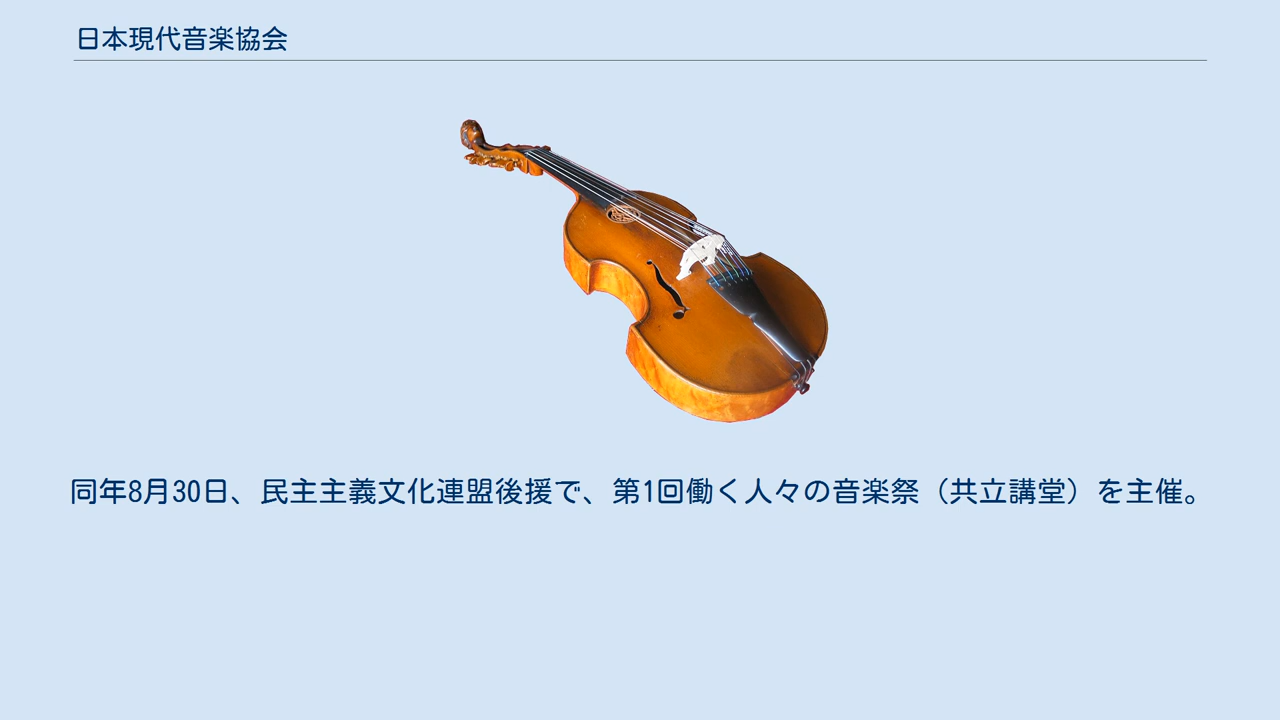 日本現代音楽協会
同年8月30日、民主主義文化連盟後援で、第1回働く人々の音楽祭（共立講堂）を主催。